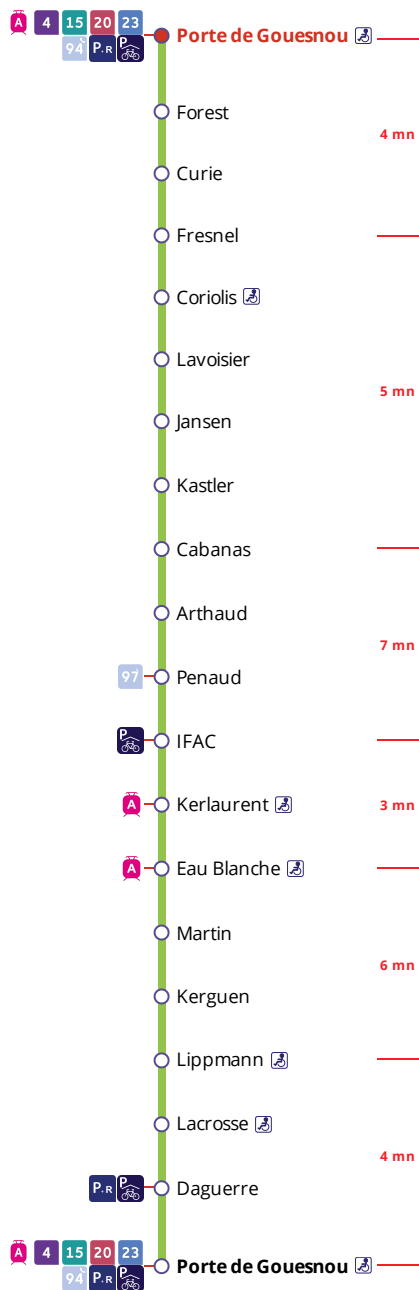 A 4 15 20 23
94 P.R P
Porte de Gouesnou
Forest
4 mn
Curie
Fresnel
Coriolis
Lavoisier
5 mn
Jansen
Kastler
Cabanas
Arthaud
7 mn
97 Penaud
P IFAC
A Kerlaurent
3 mn
A Eau Blanche
Martin
6 mn
Kerguen
Lippmann
Lacrosse
4 mn
P.R P Daguerre
A 4 15 20 23
94 P.R P
Porte de Gouesnou